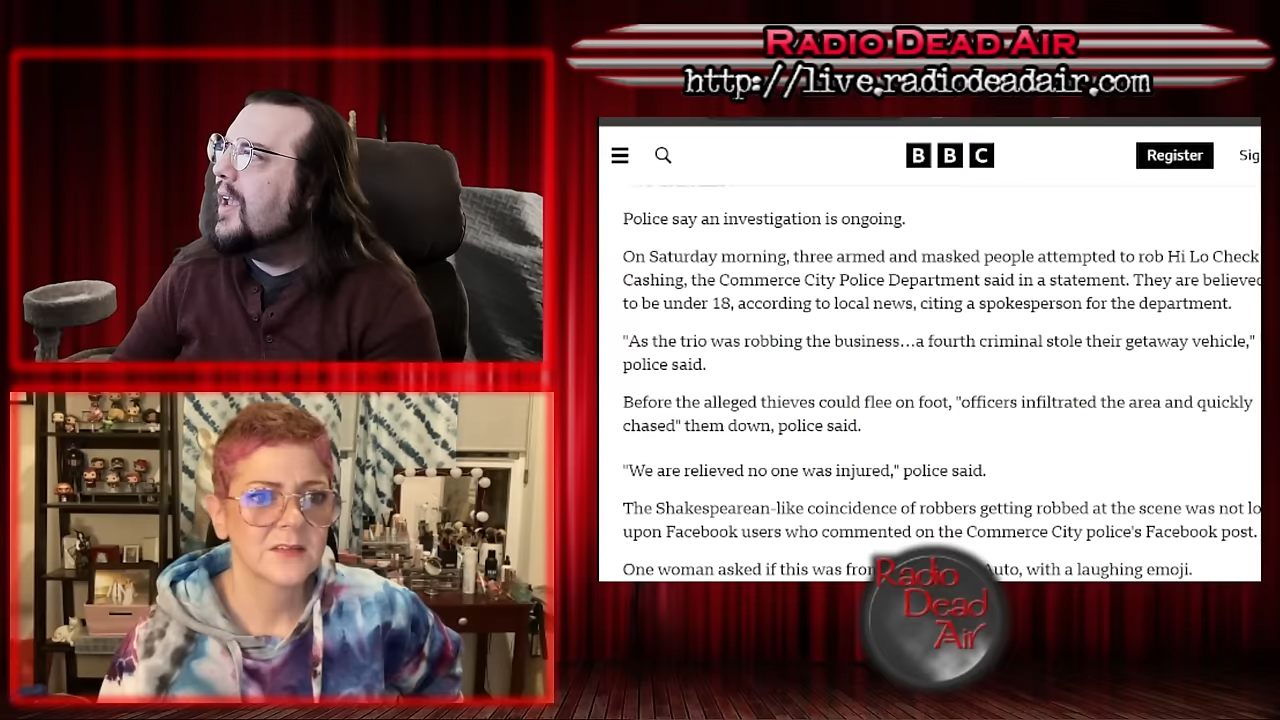 RADIO DEAD AIR
http://live.radiodeadair.com
BBC
Register
Sig
Police say an investigation is ongoing.
On Saturday morning, three armed and masked people attempted to rob Hi Lo Check
Cashing, the Commerce City Police Department said in a statement. They are believed
to be under 18, according to local news, citing a spokesperson for the department.
"As the trio was robbing the business...a fourth criminal stole their getaway vehicle,"
police said.
Before the alleged thieves could flee on foot, "officers infiltrated the area and quickly
chased" them down, police said.
"We are relieved no one was injured," police said.
The Shakespearean-like coincidence of robbers getting robbed at the scene was not lo
upon Facebook users who commented on the Commerce City police's Facebook post.
One woman asked if this was from Auto, with a laughing emoji.
Radio
Dead
Air